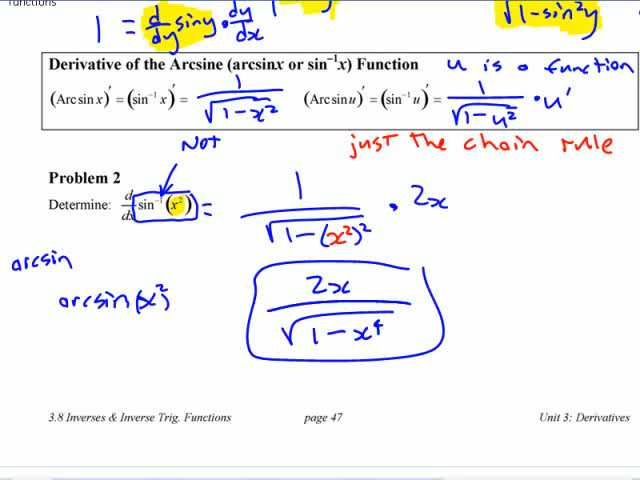 functions
1 = d/dy siny · dy/dx
√1-sin²y
Derivative of the Arcsine (arcsinx or sin⁻¹x) Function u is a function
(Arcsin x)' = (sin⁻¹ x)' = 1/√1-x² (Arcsin u)' = (sin⁻¹ u)' = 1/√1-u² · u'
Not just the chain rule
Problem 2
Determine: d/dx sin⁻¹(x²) = 1/√1-(x²)² · 2x
arcsin
arcsin(x²) 2x/√1-x⁴
3.8 Inverses & Inverse Trig. Functions page 47 Unit 3: Derivatives